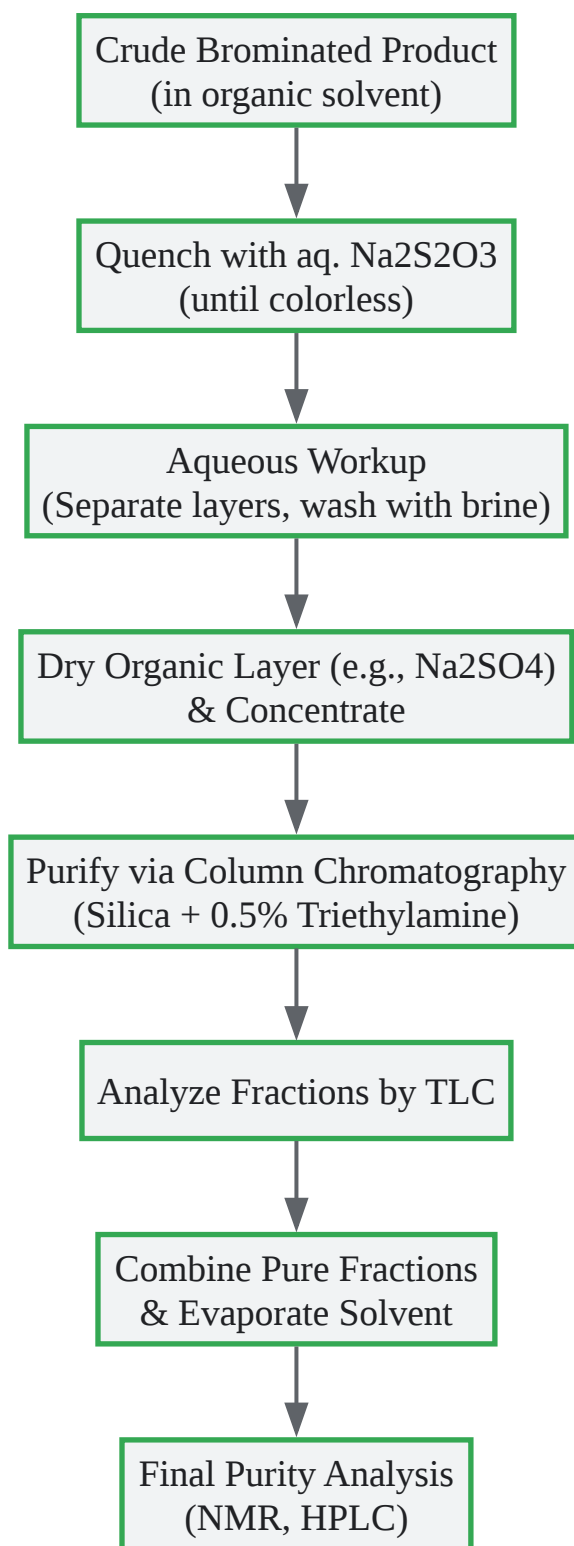 Crude Brominated Product
(in organic solvent)
Quench with aq. Na2S2O3
(until colorless)
Aqueous Workup
(Separate layers, wash with brine)
Dry Organic Layer (e.g., Na2SO4)
& Concentrate
Purify via Column Chromatography
(Silica + 0.5% Triethylamine)
Analyze Fractions by TLC
Combine Pure Fractions
& Evaporate Solvent
Final Purity Analysis
(NMR, HPLC)